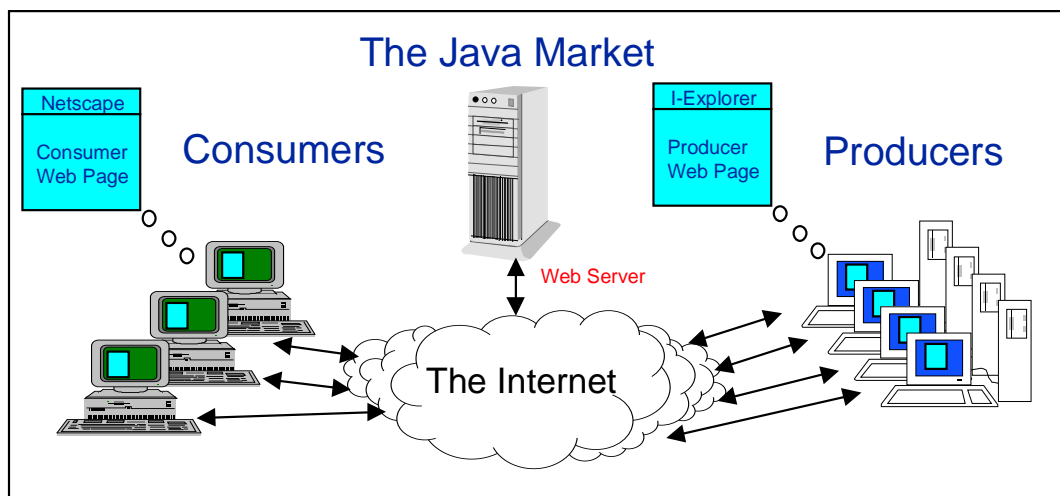 The Java Market
Netscape
Consumer
Web Page
Consumers
I-Explorer
Producer
Web Page
Producers
Web Server
The Internet